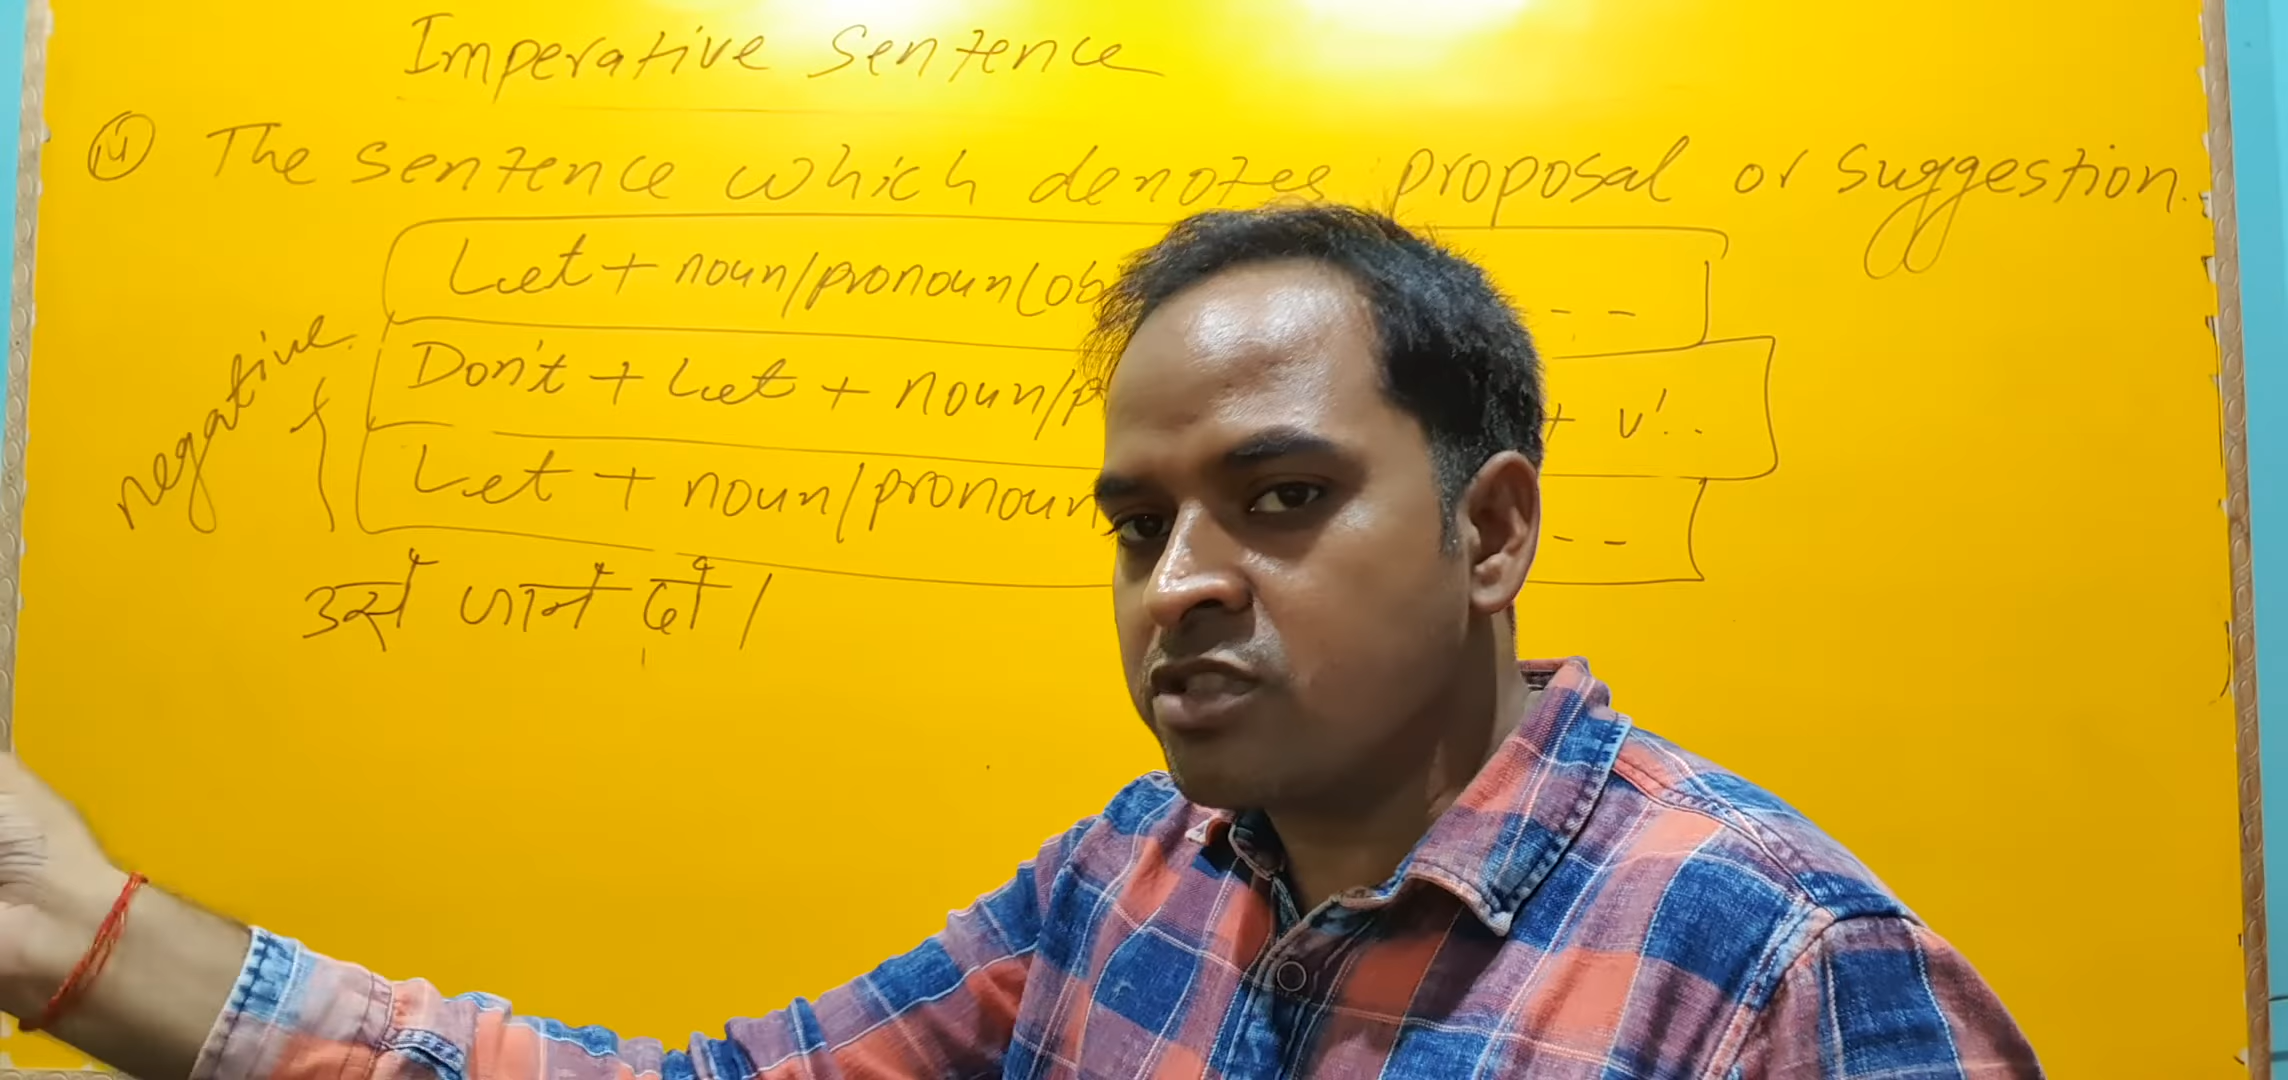 Imperative Sentence
(iv) The sentence which denotes proposal or suggestion.
Let + noun/pronoun(ob - -
negative
Don't + Let + noun/p + v'..
Let + noun/pronoun - -
उसे जाने दो।